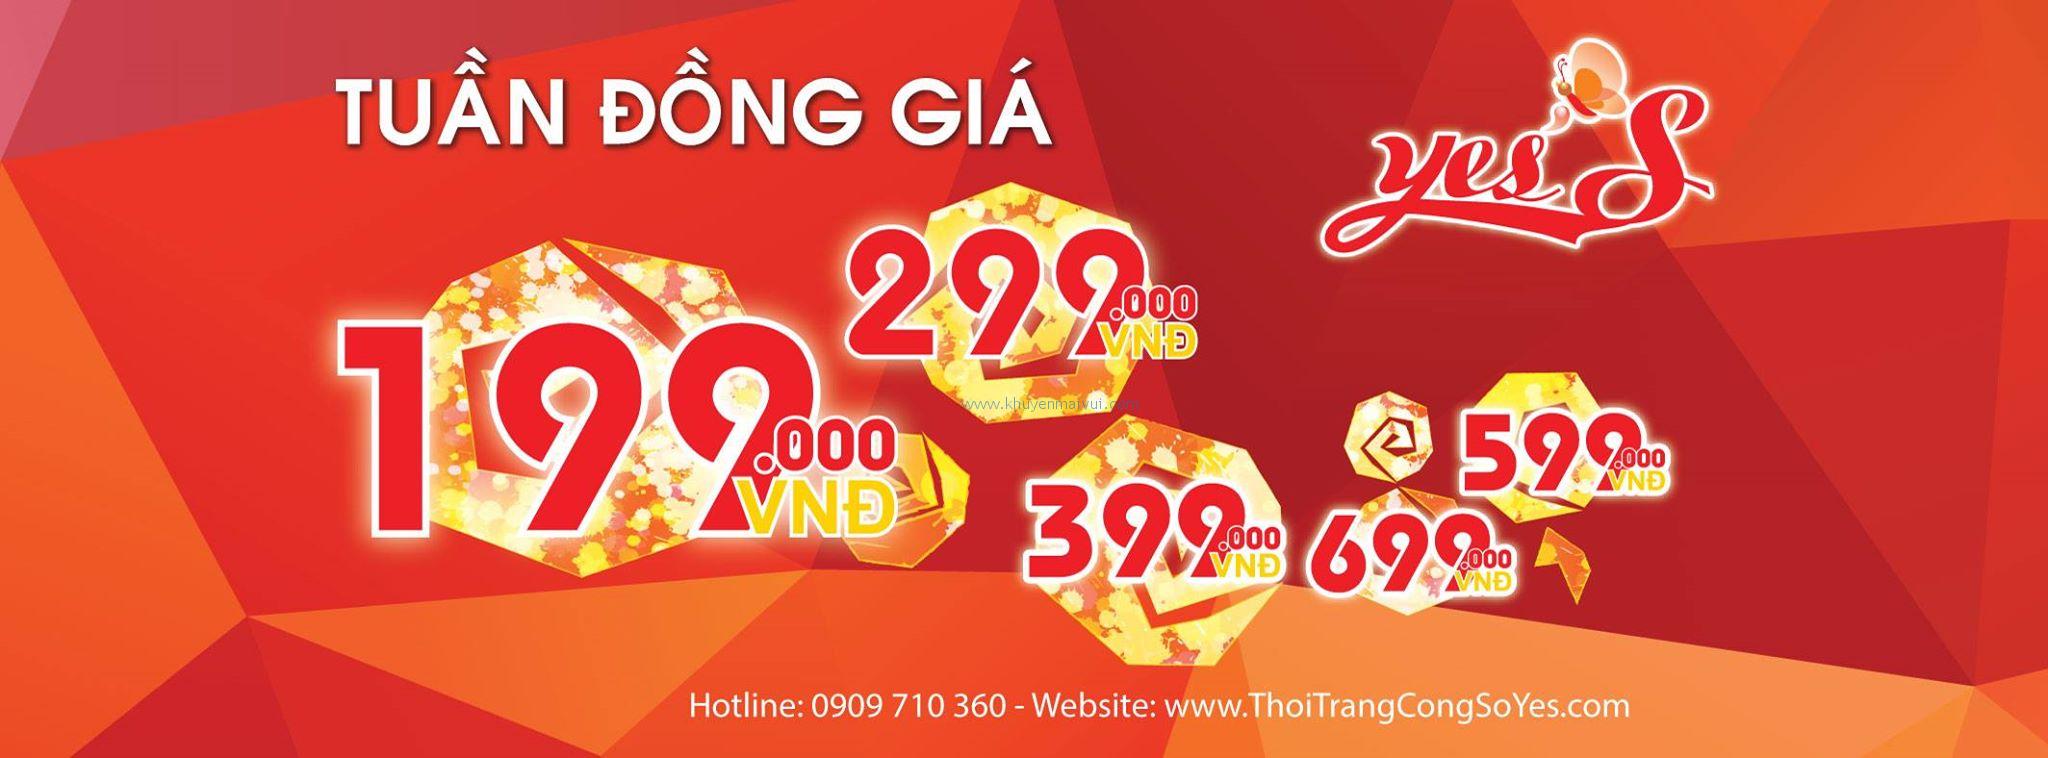 TUẦN ĐỒNG GIÁ
yes'S
299.000 VNĐ
199.000 VNĐ
www.khuyenmaivui.com
399.000 VNĐ
599.000 VNĐ
699.000 VNĐ
Hotline: 0909 710 360 - Website: www.ThoiTrangCongSoYes.com